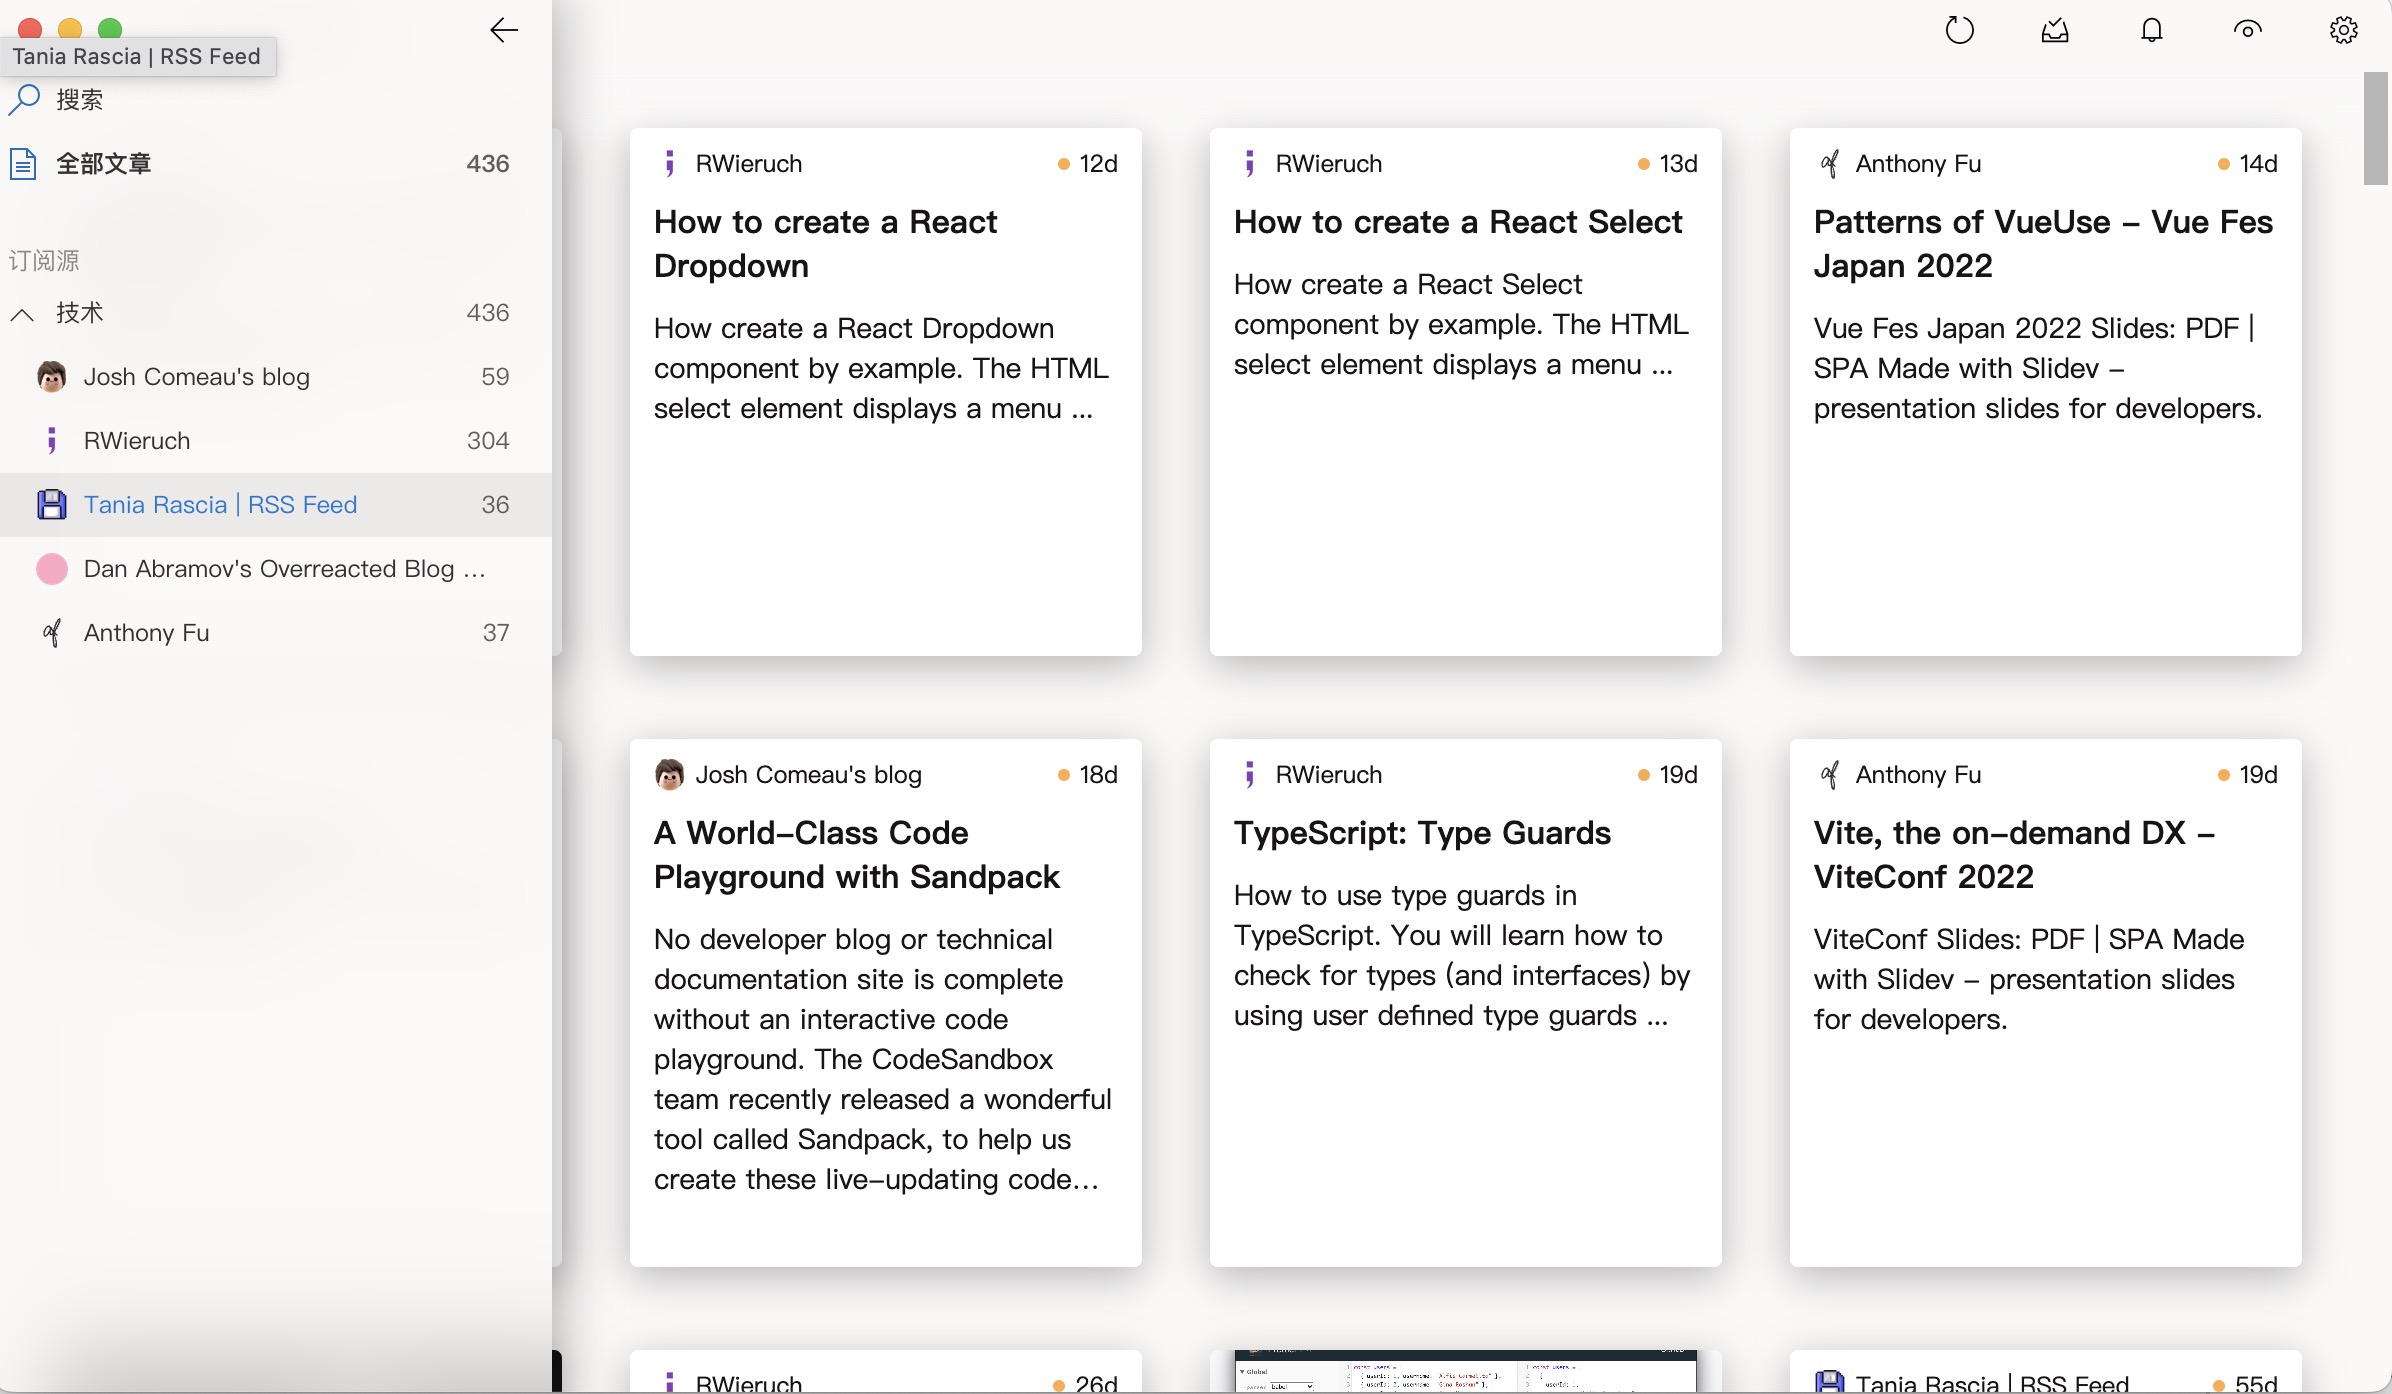 Tania Rascia | RSS Feed
搜索
全部文章 436
订阅源
技术 436
Josh Comeau's blog 59
RWieruch 304
Tania Rascia | RSS Feed 36
Dan Abramov's Overreacted Blog ...
Anthony Fu 37
RWieruch 12d
How to create a React
Dropdown
How create a React Dropdown
component by example. The HTML
select element displays a menu ...
RWieruch 13d
How to create a React Select
How create a React Select
component by example. The HTML
select element displays a menu ...
Anthony Fu 14d
Patterns of VueUse - Vue Fes
Japan 2022
Vue Fes Japan 2022 Slides: PDF |
SPA Made with Slidev -
presentation slides for developers.
Josh Comeau's blog 18d
A World-Class Code
Playground with Sandpack
No developer blog or technical
documentation site is complete
without an interactive code
playground. The CodeSandbox
team recently released a wonderful
tool called Sandpack, to help us
create these live-updating code...
RWieruch 19d
TypeScript: Type Guards
How to use type guards in
TypeScript. You will learn how to
check for types (and interfaces) by
using user defined type guards ...
Anthony Fu 19d
Vite, the on-demand DX -
ViteConf 2022
ViteConf Slides: PDF | SPA Made
with Slidev - presentation slides
for developers.
RWieruch 26d
Global
babel
const users =
const users =
Tania Rascia | RSS Feed 55d